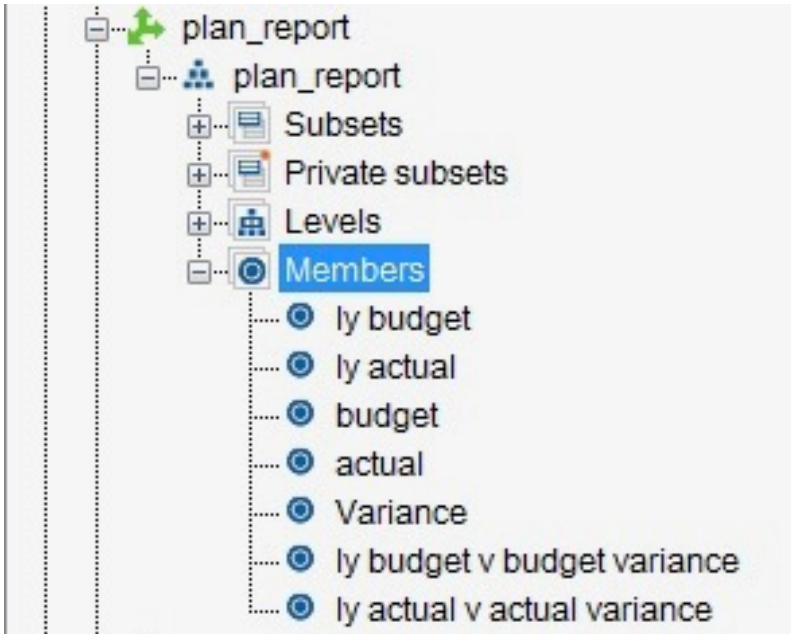 plan_report
plan_report
Subsets
Private subsets
Levels
Members
ly budget
ly actual
budget
actual
Variance
ly budget v budget variance
ly actual v actual variance